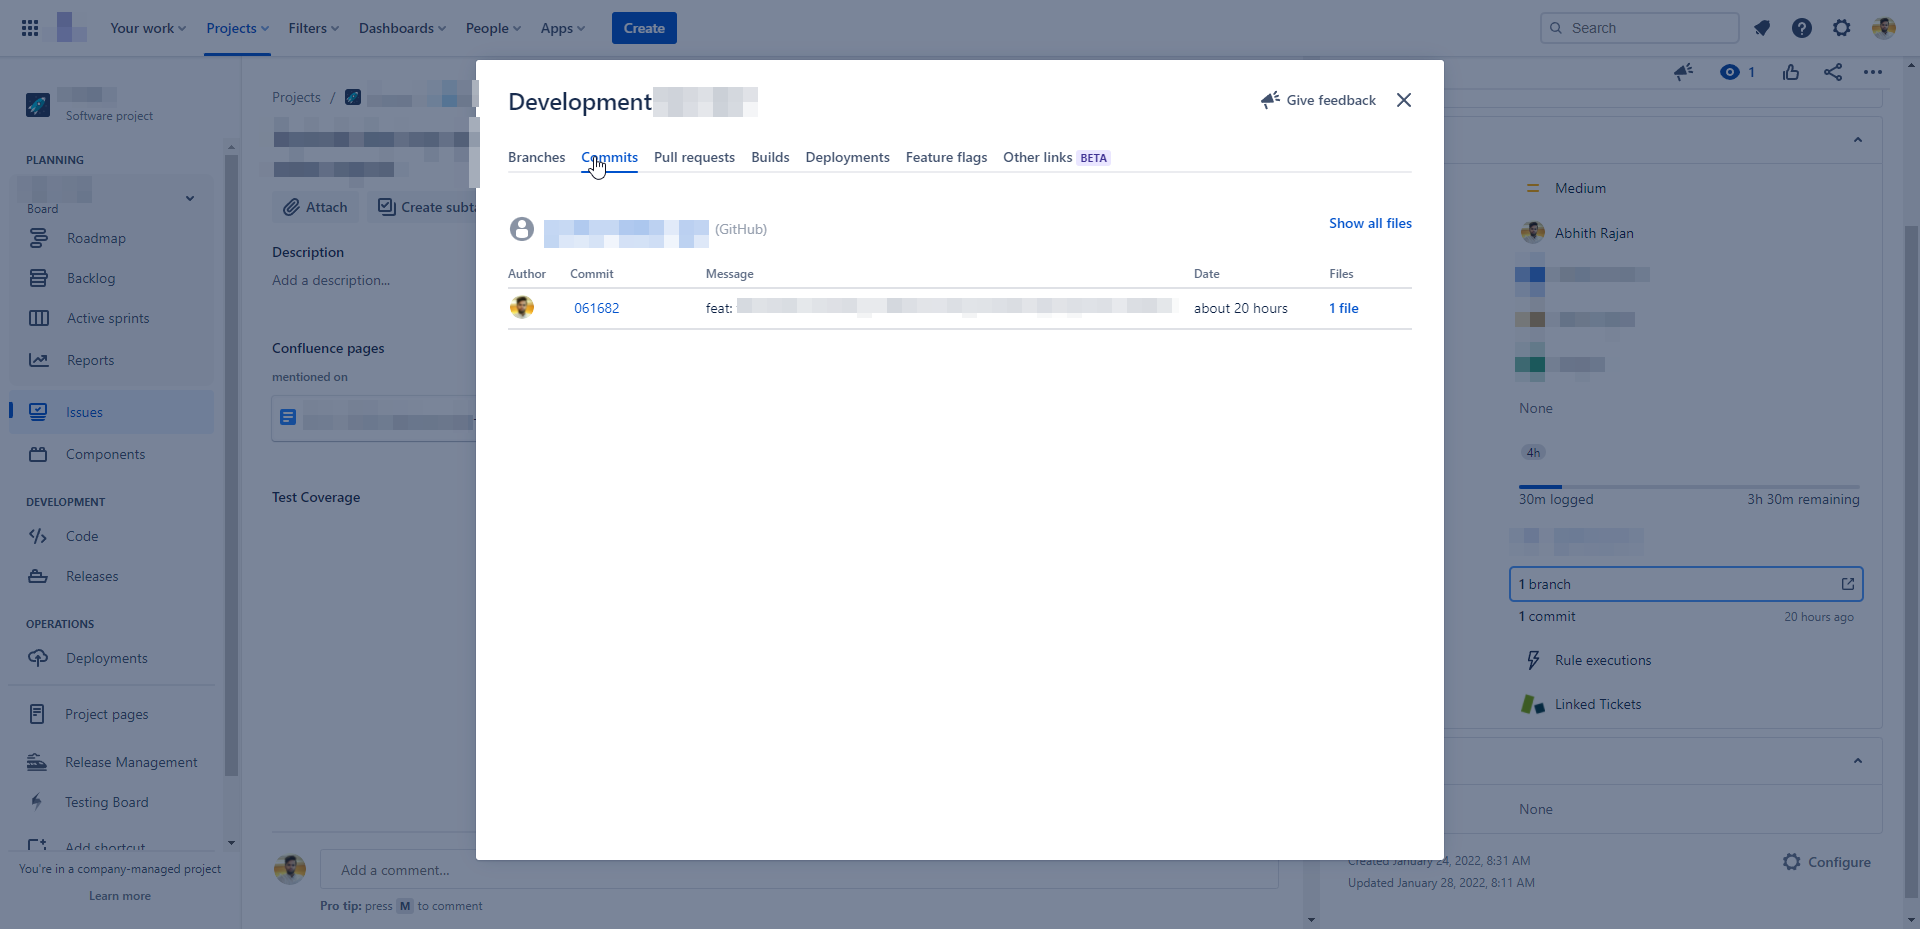 Your work
Projects
Filters
Dashboards
People
Apps
Create
Search
Software project
PLANNING
Board
Roadmap
Backlog
Active sprints
Reports
Issues
Components
DEVELOPMENT
Code
Releases
OPERATIONS
Deployments
Project pages
Release Management
Testing Board
Add shortcut
You're in a company-managed project
Learn more
Projects /
Attach
Create subta
Description
Add a description...
Confluence pages
mentioned on
Test Coverage
Add a comment...
Pro tip: press M to comment
Development
Give feedback
Branches Commits Pull requests Builds Deployments Feature flags Other links BETA
(GitHub)
Show all files
Author Commit Message Date Files
061682 feat: about 20 hours 1 file
1
Medium
Abhith Rajan
None
4h
30m logged 3h 30m remaining
1 branch
1 commit 20 hours ago
Rule executions
Linked Tickets
None
Created January 24, 2022, 8:31 AM
Updated January 28, 2022, 8:11 AM
Configure